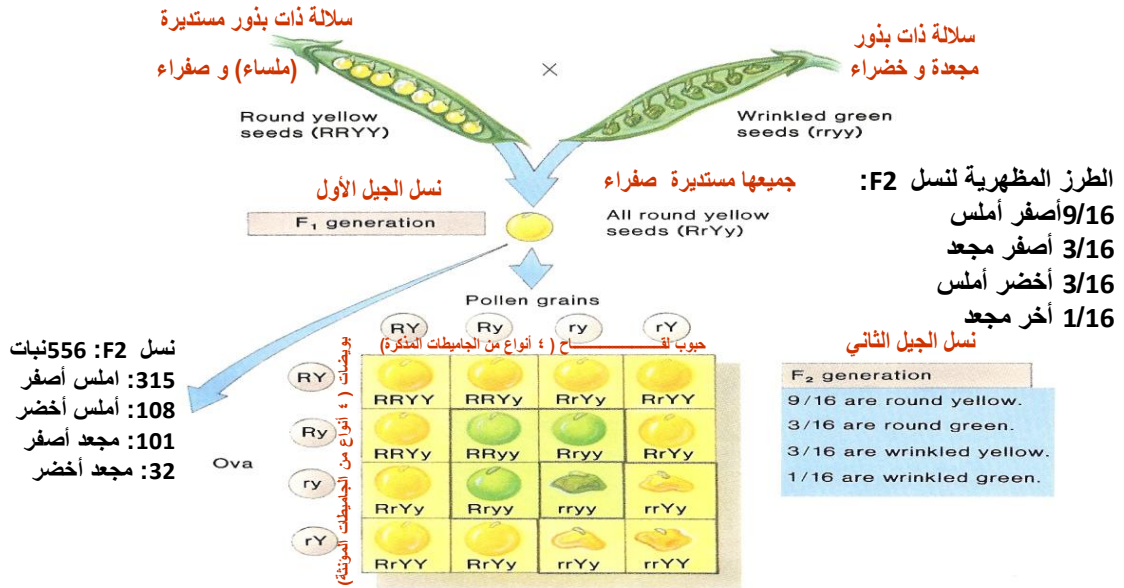 سلالة ذات بذور مستديرة
(ملساء) و صفراء
سلالة ذات بذور
مجعدة و خضراء
×
Round yellow
seeds (RRYY)
Wrinkled green
seeds (rryy)
نسل الجيل الأول
جميعها مستديرة صفراء
F₁ generation
All round yellow
seeds (RrYy)
الطرز المظهرية لنسل F2:
9/16أصفر أملس
3/16 أصفر مجعد
3/16 أخضر أملس
1/16 أخر مجعد
Pollen grains
RY Ry ry rY
حبوب لقـــــــــــاح ( ٤ أنواع من الجاميطات المذكرة)
بويضات ( ٤ أنواع من الجاميطات المؤنثة)
Ova
RY
RRYY RRYy RrYy RrYY
Ry
RRYy RRyy Rryy RrYy
ry
RrYy Rryy rryy rrYy
rY
RrYY RrYy rrYy rrYY
نسل F2: 556نبات
315: املس أصفر
108: أملس أخضر
101: مجعد أصفر
32: مجعد أخضر
نسل الجيل الثاني
F₂ generation
9/16 are round yellow.
3/16 are round green.
3/16 are wrinkled yellow.
1/16 are wrinkled green.